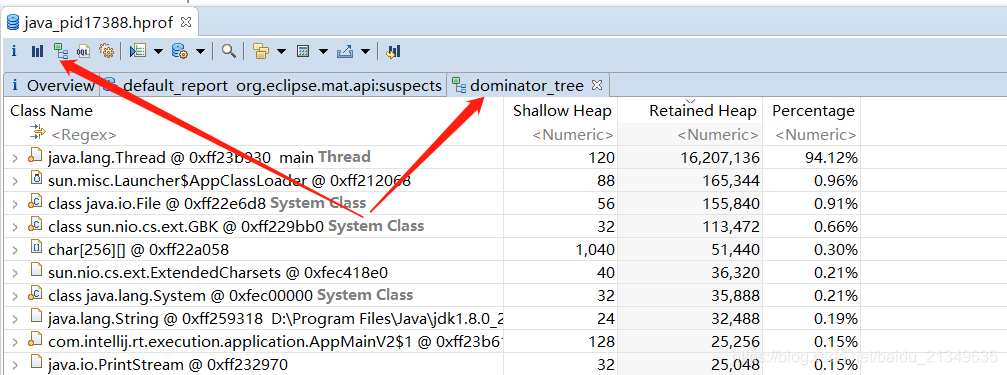 java_pid17388.hprof
i OQL
i Overview default_report org.eclipse.mat.api:suspects dominator_tree
Class Name Shallow Heap Retained Heap Percentage
<Regex> <Numeric> <Numeric> <Numeric>
java.lang.Thread @ 0xff23b930 main Thread 120 16,207,136 94.12%
sun.misc.Launcher$AppClassLoader @ 0xff212068 88 165,344 0.96%
class java.io.File @ 0xff22e6d8 System Class 56 155,840 0.91%
class sun.nio.cs.ext.GBK @ 0xff229bb0 System Class 32 113,472 0.66%
char[256][] @ 0xff22a058 1,040 51,440 0.30%
sun.nio.cs.ext.ExtendedCharsets @ 0xfec418e0 40 36,320 0.21%
class java.lang.System @ 0xfec00000 System Class 32 35,888 0.21%
java.lang.String @ 0xff259318 D:\Program Files\Java\jdk1.8.0_2 24 32,488 0.19%
com.intellij.rt.execution.application.AppMainV2$1 @ 0xff23b61 128 25,256 0.15%
java.io.PrintStream @ 0xff232970 32 25,048 0.15%
https://blog.csdn.net/baidu_21349635